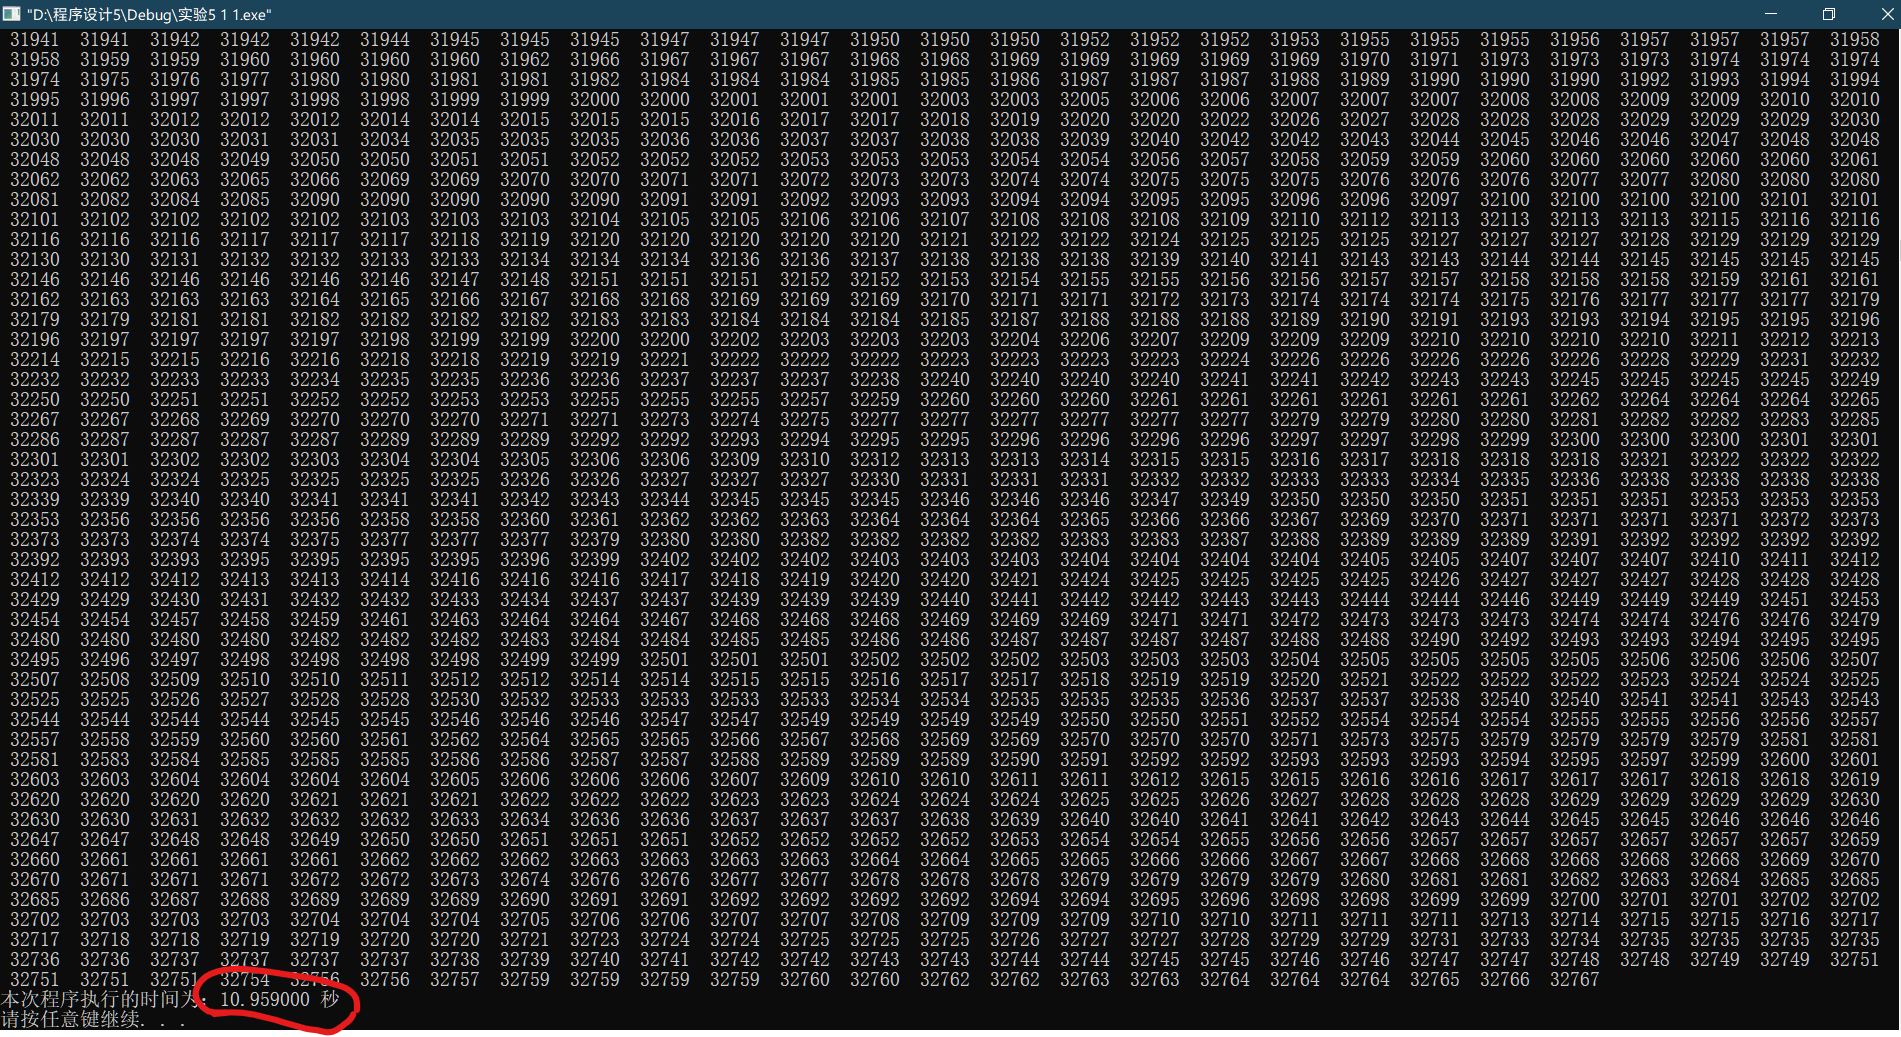 "D:\程序设计5\Debug\实验5 1 1.exe"
31941 31941 31942 31942 31942 31944 31945 31945 31945 31947 31947 31947 31950 31950 31950 31952 31952 31952 31953 31955 31955 31955 31956 31957 31957 31957 31958
31958 31959 31959 31960 31960 31960 31960 31962 31966 31967 31967 31967 31968 31968 31969 31969 31969 31969 31970 31971 31973 31973 31973 31974 31974 31974
31974 31975 31976 31977 31980 31980 31981 31981 31982 31984 31984 31984 31985 31985 31986 31987 31987 31987 31988 31989 31990 31990 31990 31992 31993 31994 31994
31995 31996 31997 31997 31998 31998 31999 31999 32000 32000 32001 32001 32001 32003 32003 32005 32006 32006 32007 32007 32007 32008 32008 32009 32009 32010 32010
32011 32011 32012 32012 32012 32014 32014 32015 32015 32015 32016 32017 32017 32018 32019 32020 32020 32022 32026 32027 32028 32028 32028 32029 32029 32029 32030
32030 32030 32030 32031 32031 32034 32035 32035 32035 32036 32036 32037 32037 32038 32038 32039 32040 32042 32042 32043 32044 32045 32046 32046 32047 32048 32048
32048 32048 32048 32049 32050 32050 32051 32051 32052 32052 32052 32053 32053 32053 32054 32054 32056 32057 32058 32059 32059 32060 32060 32060 32060 32060 32061
32062 32062 32063 32065 32066 32069 32069 32070 32070 32071 32071 32072 32073 32073 32074 32074 32075 32075 32075 32076 32076 32076 32077 32077 32080 32080 32080
32081 32082 32084 32085 32090 32090 32090 32090 32090 32091 32091 32092 32093 32093 32094 32094 32095 32095 32096 32096 32097 32100 32100 32100 32100 32101 32101
32101 32102 32102 32102 32102 32103 32103 32103 32104 32105 32105 32106 32106 32107 32108 32108 32108 32109 32110 32112 32113 32113 32113 32113 32115 32116 32116
32116 32116 32116 32117 32117 32117 32118 32119 32120 32120 32120 32120 32120 32121 32122 32122 32124 32125 32125 32125 32127 32127 32127 32128 32129 32129 32129
32130 32130 32131 32132 32132 32133 32133 32134 32134 32134 32136 32136 32137 32138 32138 32138 32139 32140 32141 32143 32143 32144 32144 32145 32145 32145 32145
32146 32146 32146 32146 32146 32146 32147 32148 32151 32151 32151 32152 32152 32153 32154 32155 32155 32156 32156 32157 32157 32158 32158 32158 32159 32161 32161
32162 32163 32163 32163 32164 32165 32166 32167 32168 32168 32169 32169 32169 32170 32171 32171 32172 32173 32174 32174 32174 32175 32176 32177 32177 32177 32179
32179 32179 32181 32181 32182 32182 32182 32182 32183 32183 32184 32184 32184 32185 32187 32188 32188 32188 32189 32190 32191 32193 32193 32194 32195 32195 32196
32196 32197 32197 32197 32197 32198 32199 32199 32200 32200 32202 32203 32203 32203 32204 32206 32207 32209 32209 32209 32210 32210 32210 32210 32211 32212 32213
32214 32215 32215 32216 32216 32218 32218 32219 32219 32221 32222 32222 32222 32223 32223 32223 32223 32224 32226 32226 32226 32226 32226 32228 32229 32231 32232
32232 32232 32233 32233 32234 32235 32235 32236 32236 32237 32237 32237 32238 32240 32240 32240 32240 32241 32241 32242 32243 32243 32245 32245 32245 32245 32249
32250 32250 32251 32251 32252 32252 32253 32253 32255 32255 32255 32257 32259 32260 32260 32260 32261 32261 32261 32261 32261 32261 32262 32264 32264 32264 32265
32267 32267 32268 32269 32270 32270 32270 32271 32271 32273 32274 32275 32277 32277 32277 32277 32277 32277 32279 32279 32280 32280 32281 32282 32282 32283 32285
32286 32287 32287 32287 32287 32289 32289 32289 32292 32292 32293 32294 32295 32295 32296 32296 32296 32296 32297 32297 32298 32299 32300 32300 32300 32301 32301
32301 32301 32302 32302 32303 32304 32304 32305 32306 32306 32309 32310 32312 32313 32313 32314 32315 32315 32316 32317 32318 32318 32318 32321 32322 32322 32322
32323 32324 32324 32325 32325 32325 32325 32326 32326 32327 32327 32327 32330 32331 32331 32331 32332 32332 32333 32333 32334 32335 32336 32338 32338 32338 32338
32339 32339 32340 32340 32341 32341 32341 32342 32343 32344 32345 32345 32345 32346 32346 32346 32347 32349 32350 32350 32350 32351 32351 32351 32353 32353 32353
32353 32356 32356 32356 32356 32358 32358 32360 32361 32362 32362 32363 32364 32364 32364 32365 32366 32366 32367 32369 32370 32371 32371 32371 32371 32372 32373
32373 32373 32374 32374 32375 32377 32377 32377 32379 32380 32380 32382 32382 32382 32382 32383 32383 32387 32388 32389 32389 32389 32391 32392 32392 32392 32392
32392 32393 32393 32395 32395 32395 32395 32396 32399 32402 32402 32402 32403 32403 32403 32404 32404 32404 32404 32405 32405 32407 32407 32407 32410 32411 32412
32412 32412 32412 32413 32413 32414 32416 32416 32416 32417 32418 32419 32420 32420 32421 32424 32425 32425 32425 32425 32426 32427 32427 32427 32428 32428 32428
32429 32429 32430 32431 32432 32432 32433 32434 32437 32437 32439 32439 32439 32440 32441 32442 32442 32443 32443 32444 32444 32446 32449 32449 32449 32451 32453
32454 32454 32457 32458 32459 32461 32463 32464 32464 32467 32468 32468 32468 32469 32469 32469 32471 32471 32472 32473 32473 32473 32474 32474 32476 32476 32479
32480 32480 32480 32480 32482 32482 32482 32483 32484 32484 32485 32485 32486 32486 32487 32487 32487 32487 32488 32488 32490 32492 32493 32493 32494 32495 32495
32495 32496 32497 32498 32498 32498 32498 32499 32499 32501 32501 32501 32502 32502 32502 32503 32503 32503 32504 32505 32505 32505 32505 32506 32506 32506 32507
32507 32508 32509 32510 32510 32511 32512 32512 32514 32514 32515 32515 32516 32517 32517 32518 32519 32519 32520 32521 32522 32522 32522 32523 32524 32524 32525
32525 32525 32526 32527 32528 32528 32530 32532 32533 32533 32533 32533 32534 32534 32535 32535 32535 32536 32537 32537 32538 32540 32540 32541 32541 32543 32543
32544 32544 32544 32544 32545 32545 32546 32546 32546 32547 32547 32549 32549 32549 32549 32550 32550 32551 32552 32554 32554 32554 32555 32555 32556 32556 32557
32557 32558 32559 32560 32560 32561 32562 32564 32565 32565 32566 32567 32568 32569 32569 32570 32570 32570 32571 32573 32575 32579 32579 32579 32579 32581 32581
32581 32583 32584 32585 32585 32585 32586 32586 32587 32587 32588 32589 32589 32589 32590 32591 32592 32592 32593 32593 32593 32594 32595 32597 32599 32600 32601
32603 32603 32604 32604 32604 32604 32605 32606 32606 32606 32607 32609 32610 32610 32611 32611 32612 32615 32615 32616 32616 32617 32617 32617 32618 32618 32619
32620 32620 32620 32620 32621 32621 32621 32622 32622 32622 32623 32623 32624 32624 32624 32625 32625 32626 32627 32628 32628 32628 32629 32629 32629 32629 32630
32630 32630 32631 32632 32632 32632 32633 32634 32636 32636 32637 32637 32637 32638 32639 32640 32640 32641 32641 32642 32643 32644 32645 32645 32646 32646 32646
32647 32647 32648 32648 32649 32650 32650 32651 32651 32651 32652 32652 32652 32652 32653 32654 32654 32655 32656 32656 32657 32657 32657 32657 32657 32657 32659
32660 32661 32661 32661 32661 32662 32662 32662 32663 32663 32663 32663 32664 32664 32665 32665 32666 32666 32667 32667 32668 32668 32668 32668 32668 32669 32670
32670 32671 32671 32671 32672 32672 32673 32674 32676 32676 32677 32677 32678 32678 32678 32679 32679 32679 32679 32680 32681 32681 32682 32683 32684 32685 32685
32685 32686 32687 32688 32689 32689 32689 32690 32691 32691 32692 32692 32692 32692 32694 32694 32695 32696 32698 32698 32699 32699 32700 32701 32701 32702 32702
32702 32703 32703 32703 32704 32704 32704 32705 32706 32706 32707 32707 32708 32709 32709 32709 32710 32710 32711 32711 32711 32713 32714 32715 32715 32716 32717
32717 32718 32718 32719 32719 32720 32720 32721 32723 32724 32724 32725 32725 32725 32726 32727 32727 32728 32729 32729 32731 32733 32734 32735 32735 32735 32735
32736 32736 32737 32737 32737 32737 32738 32739 32740 32741 32742 32742 32743 32743 32744 32744 32745 32745 32745 32746 32747 32747 32748 32748 32749 32749 32751
32751 32751 32751 32754 32756 32756 32757 32759 32759 32759 32759 32760 32760 32762 32762 32763 32763 32764 32764 32764 32765 32766 32767
本次程序执行的时间为: 10.959000 秒
请按任意键继续. . .